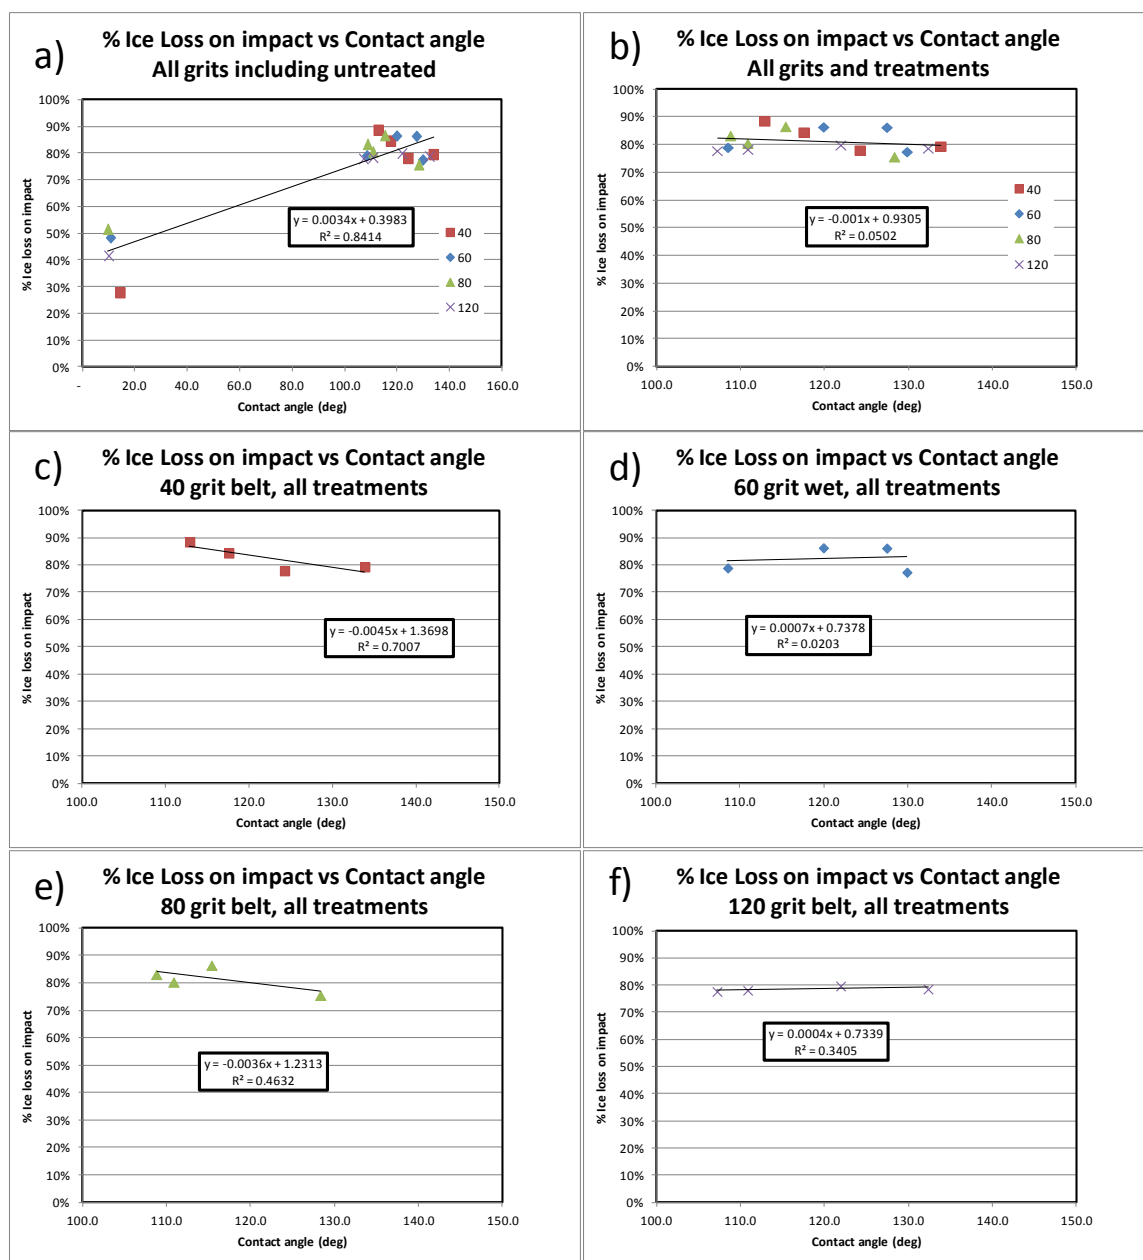 a)
% Ice Loss on impact vs Contact angle
All grits including untreated
100%
90%
80%
70%
60%
50%
40%
30%
20%
10%
0%
% Ice loss on impact
y = 0.0034x + 0.3983
R² = 0.8414
40
60
80
120
- 20.0 40.0 60.0 80.0 100.0 120.0 140.0 160.0
Contact angle (deg)
b)
% Ice Loss on impact vs Contact angle
All grits and treatments
100%
90%
80%
70%
60%
50%
40%
30%
20%
10%
0%
% Ice loss on impact
y = -0.001x + 0.9305
R² = 0.0502
40
60
80
120
100.0 110.0 120.0 130.0 140.0 150.0
Contact angle (deg)
c)
% Ice Loss on impact vs Contact angle
40 grit belt, all treatments
100%
90%
80%
70%
60%
50%
40%
30%
20%
10%
0%
% Ice loss on impact
y = -0.0045x + 1.3698
R² = 0.7007
100.0 110.0 120.0 130.0 140.0 150.0
Contact angle (deg)
d)
% Ice Loss on impact vs Contact angle
60 grit wet, all treatments
100%
90%
80%
70%
60%
50%
40%
30%
20%
10%
0%
% Ice loss on impact
y = 0.0007x + 0.7378
R² = 0.0203
100.0 110.0 120.0 130.0 140.0 150.0
Contact angle (deg)
e)
% Ice Loss on impact vs Contact angle
80 grit belt, all treatments
100%
90%
80%
70%
60%
50%
40%
30%
20%
10%
0%
% Ice loss on impact
y = -0.0036x + 1.2313
R² = 0.4632
100.0 110.0 120.0 130.0 140.0 150.0
Contact angle (deg)
f)
% Ice Loss on impact vs Contact angle
120 grit belt, all treatments
100%
90%
80%
70%
60%
50%
40%
30%
20%
10%
0%
% Ice loss on impact
y = 0.0004x + 0.7339
R² = 0.3405
100.0 110.0 120.0 130.0 140.0 150.0
Contact angle (deg)